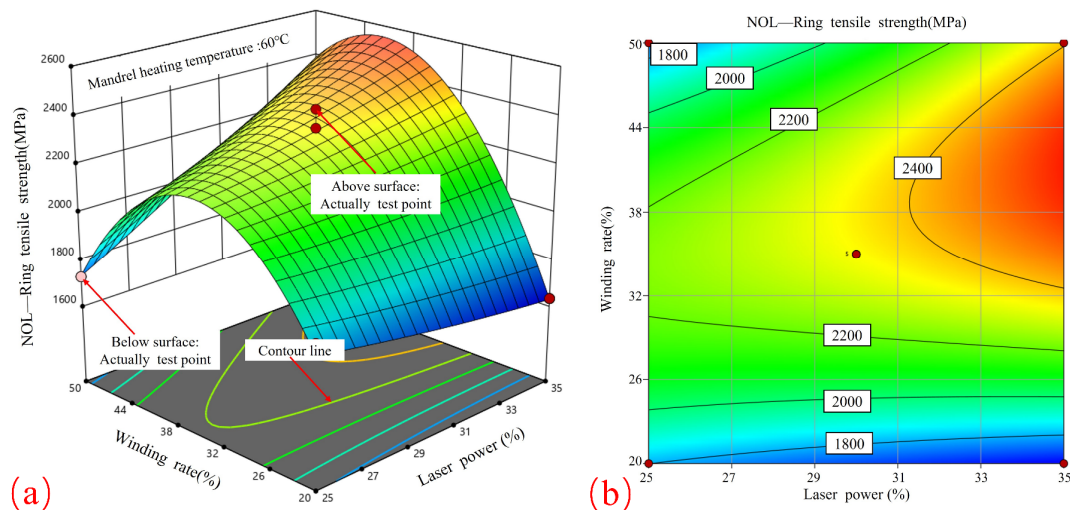 Mandrel heating temperature :60℃
NOL—Ring tensile strength(MPa)
2600
2400
2200
2000
1800
1600
Above surface:
Actually test point
Below surface:
Actually test point
Contour line
50
44
38
32
26
20
Winding rate(%)
25
27
29
31
33
35
Laser power (%)
(a)
NOL—Ring tensile strength(MPa)
50
44
38
32
26
20
Winding rate(%)
1800
2000
2200
2400
5
2200
2000
1800
25
27
29
31
33
35
Laser power (%)
(b)